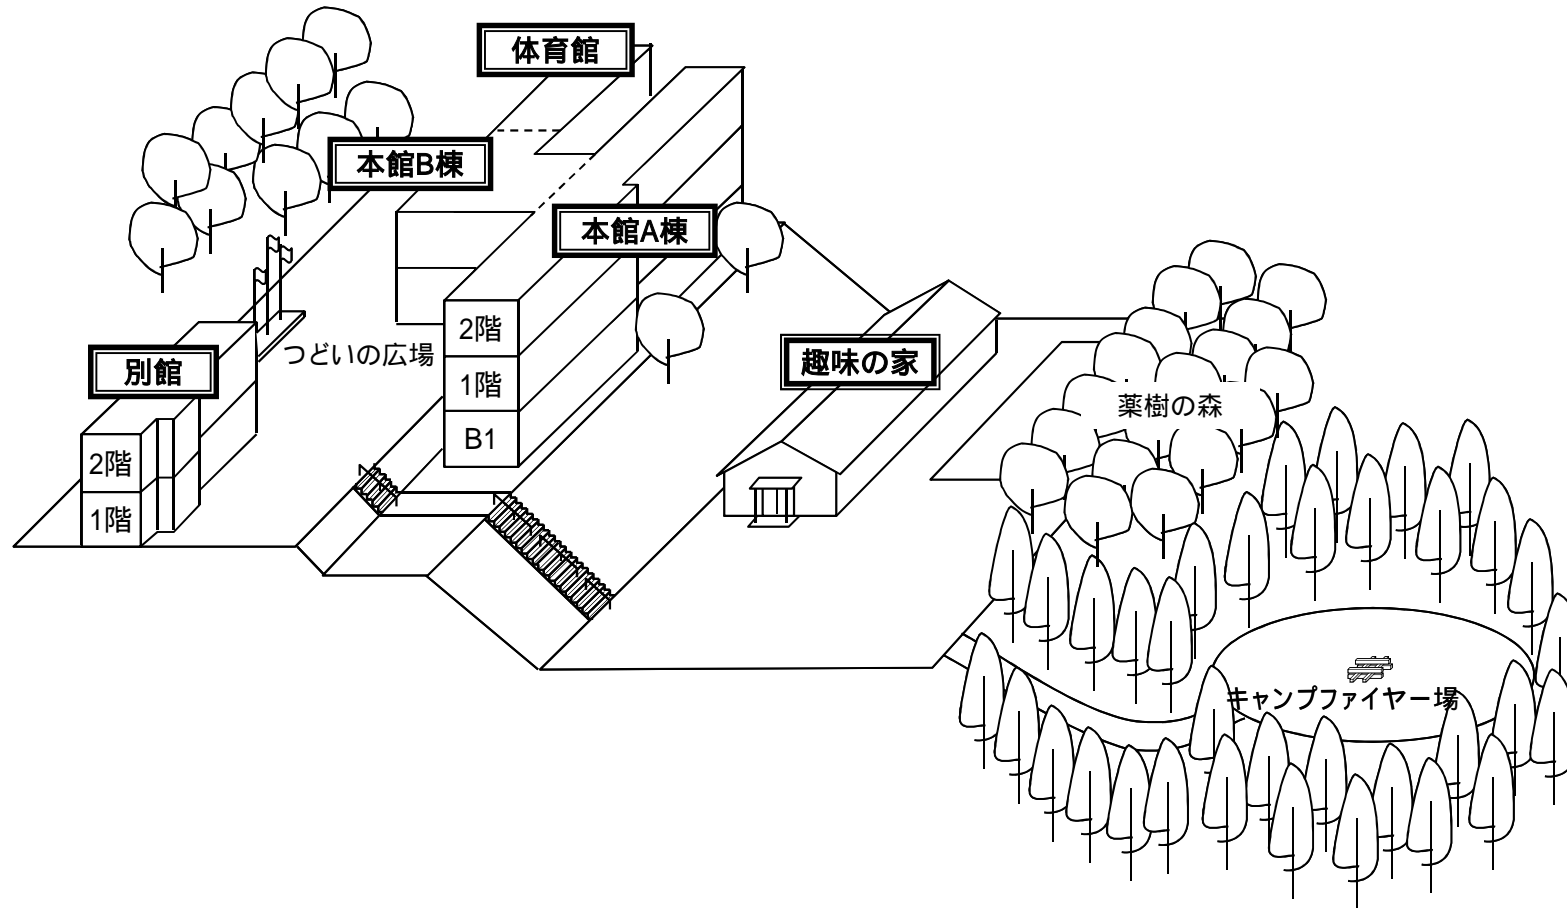 体育館
本館B棟
本館A棟
2階
1階
B1
つどいの広場
別館
2階
1階
趣味の家
薬樹の森
キャンプファイヤー場